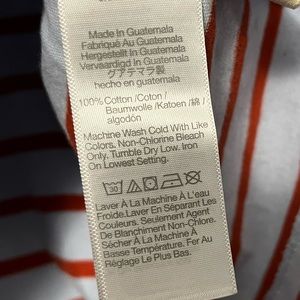 Made in Guatemala
Fabriqué Au Guatemala
Hergestellt In Guatemala
Vervaardigd In Guatemala
グアテマラ製
hecho en guatemala
100% Cotton /Coton /
Baumwolle /Katoen / 綿 /
algodón
Machine Wash Cold With Like
Colors. Non-Chlorine Bleach
Only. Tumble Dry Low. Iron
On Lowest Setting.
Laver À La Machine À L'eau
Froide.Laver En Séparant Les
Couleurs. Seulement Agent
De Blanchiment Non-Chlore.
Sécher À La Machine À
Basse Température. Fer Au
Réglage Le Plus Bas.